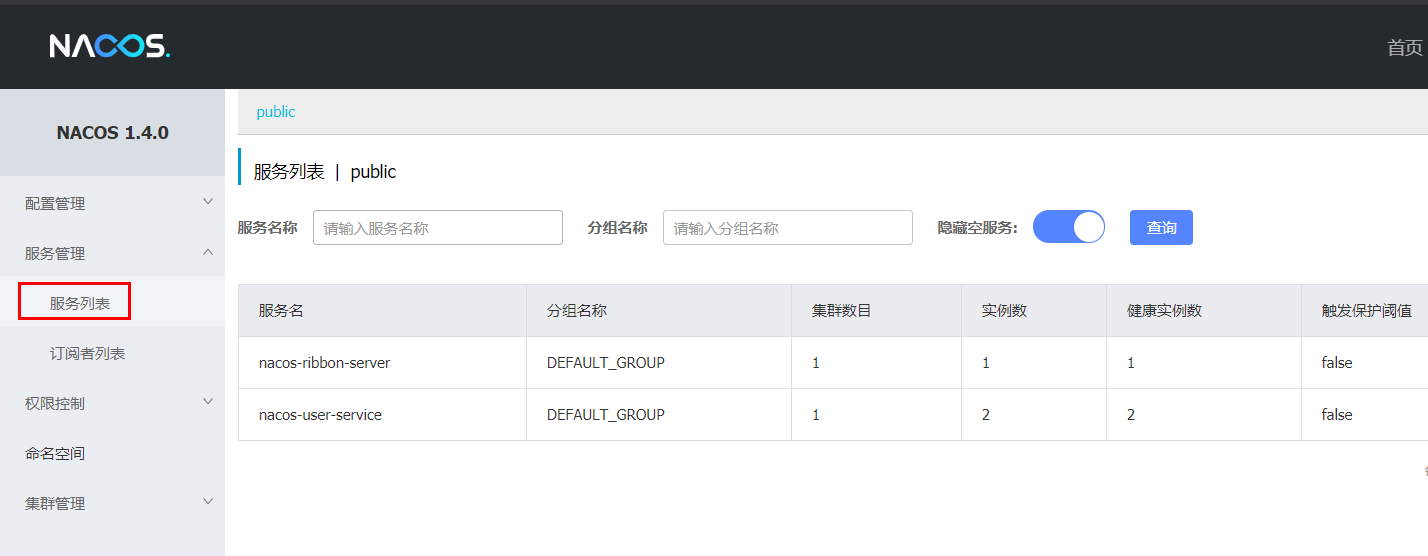 NACOS.
首页
NACOS 1.4.0
配置管理
服务管理
服务列表
订阅者列表
权限控制
命名空间
集群管理
public
服务列表 | public
服务名称 请输入服务名称 分组名称 请输入分组名称 隐藏空服务: 查询
服务名 分组名称 集群数目 实例数 健康实例数 触发保护阈值
nacos-ribbon-server DEFAULT_GROUP 1 1 1 false
nacos-user-service DEFAULT_GROUP 1 2 2 false